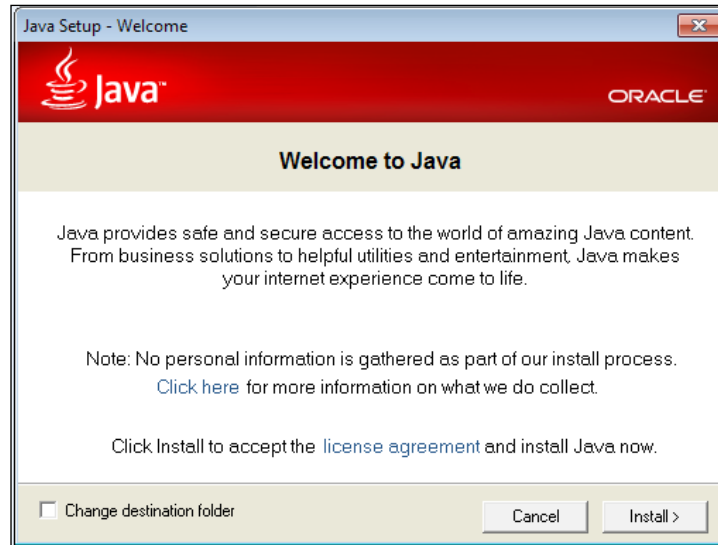 Java Setup - Welcome
Java™
ORACLE®
Welcome to Java
Java provides safe and secure access to the world of amazing Java content.
From business solutions to helpful utilities and entertainment, Java makes
your internet experience come to life.
Note: No personal information is gathered as part of our install process.
Click here for more information on what we do collect.
Click Install to accept the license agreement and install Java now.
Change destination folder
Cancel
Install >